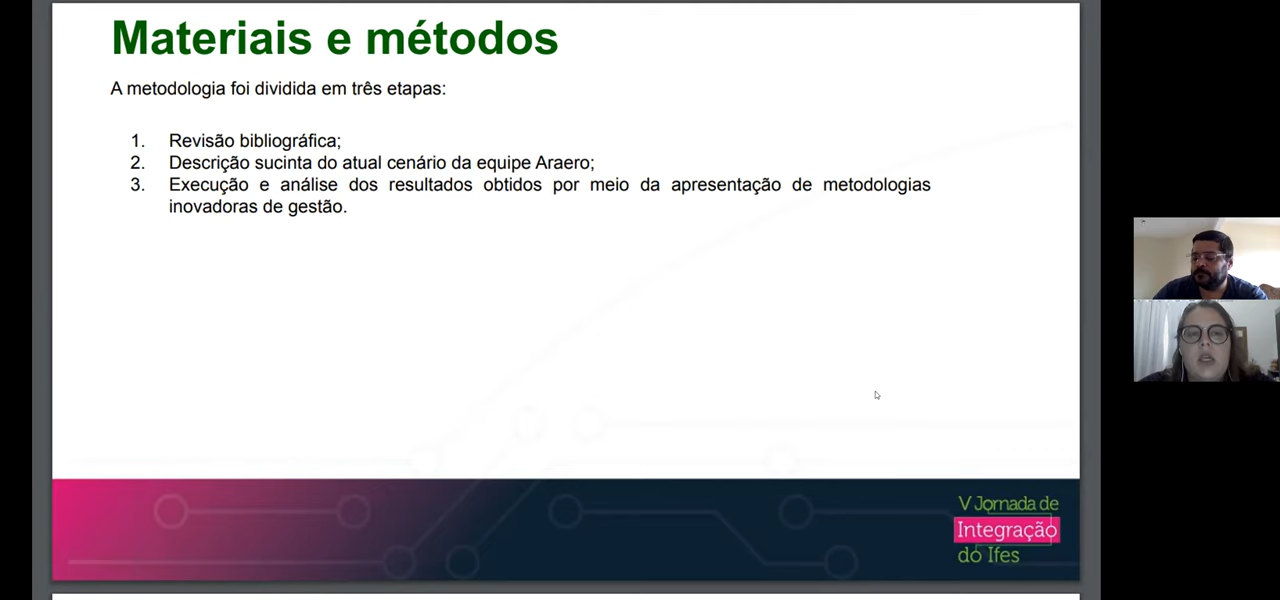 Materiais e métodos
A metodologia foi dividida em três etapas:
1. Revisão bibliográfica;
2. Descrição sucinta do atual cenário da equipe Araero;
3. Execução e análise dos resultados obtidos por meio da apresentação de metodologias
inovadoras de gestão.
V Jornada de
Integração
do Ifes